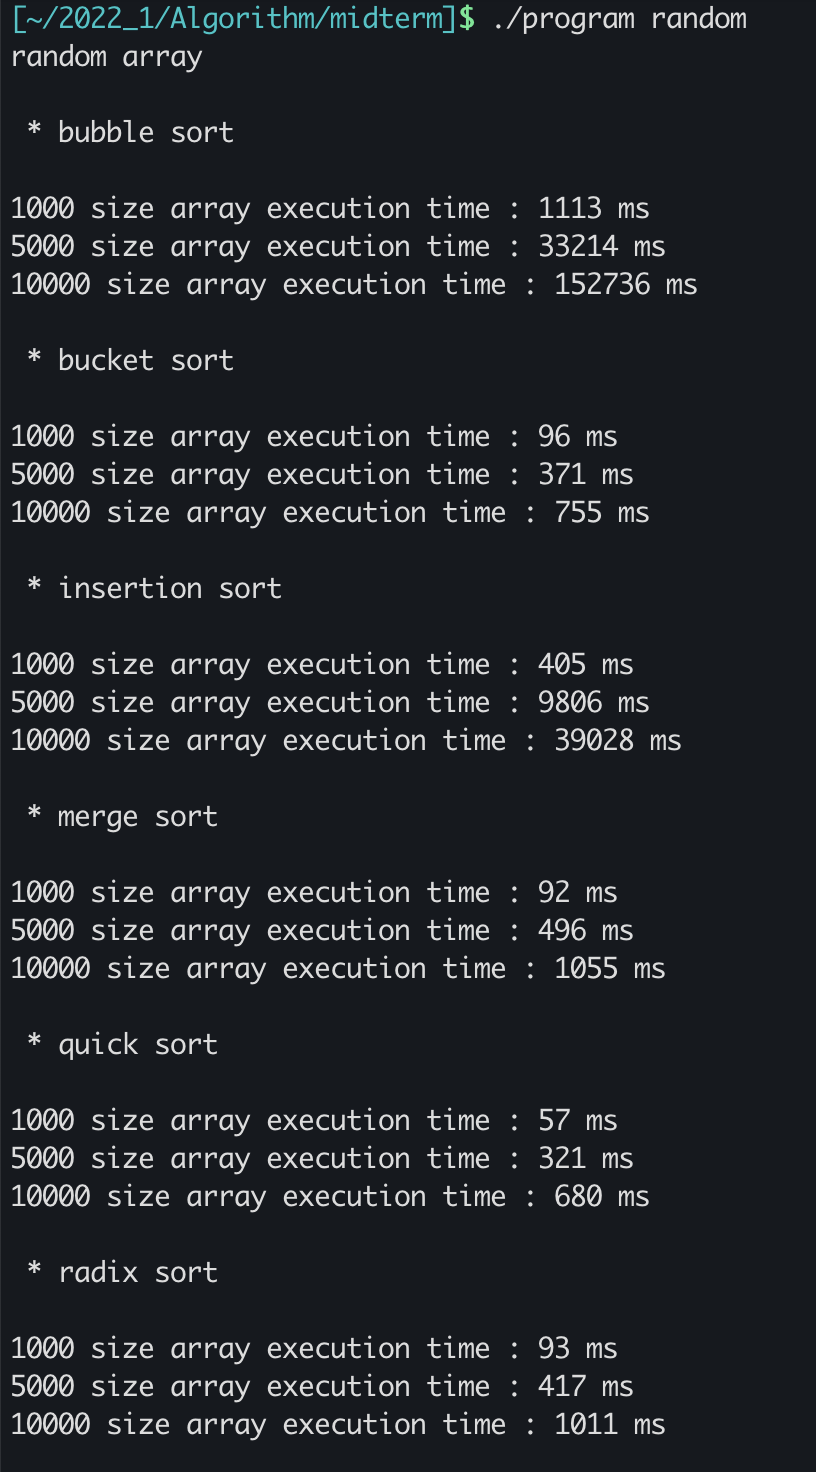 [~/2022_1/Algorithm/midterm]$ ./program random
random array
* bubble sort
1000 size array execution time : 1113 ms
5000 size array execution time : 33214 ms
10000 size array execution time : 152736 ms
* bucket sort
1000 size array execution time : 96 ms
5000 size array execution time : 371 ms
10000 size array execution time : 755 ms
* insertion sort
1000 size array execution time : 405 ms
5000 size array execution time : 9806 ms
10000 size array execution time : 39028 ms
* merge sort
1000 size array execution time : 92 ms
5000 size array execution time : 496 ms
10000 size array execution time : 1055 ms
* quick sort
1000 size array execution time : 57 ms
5000 size array execution time : 321 ms
10000 size array execution time : 680 ms
* radix sort
1000 size array execution time : 93 ms
5000 size array execution time : 417 ms
10000 size array execution time : 1011 ms